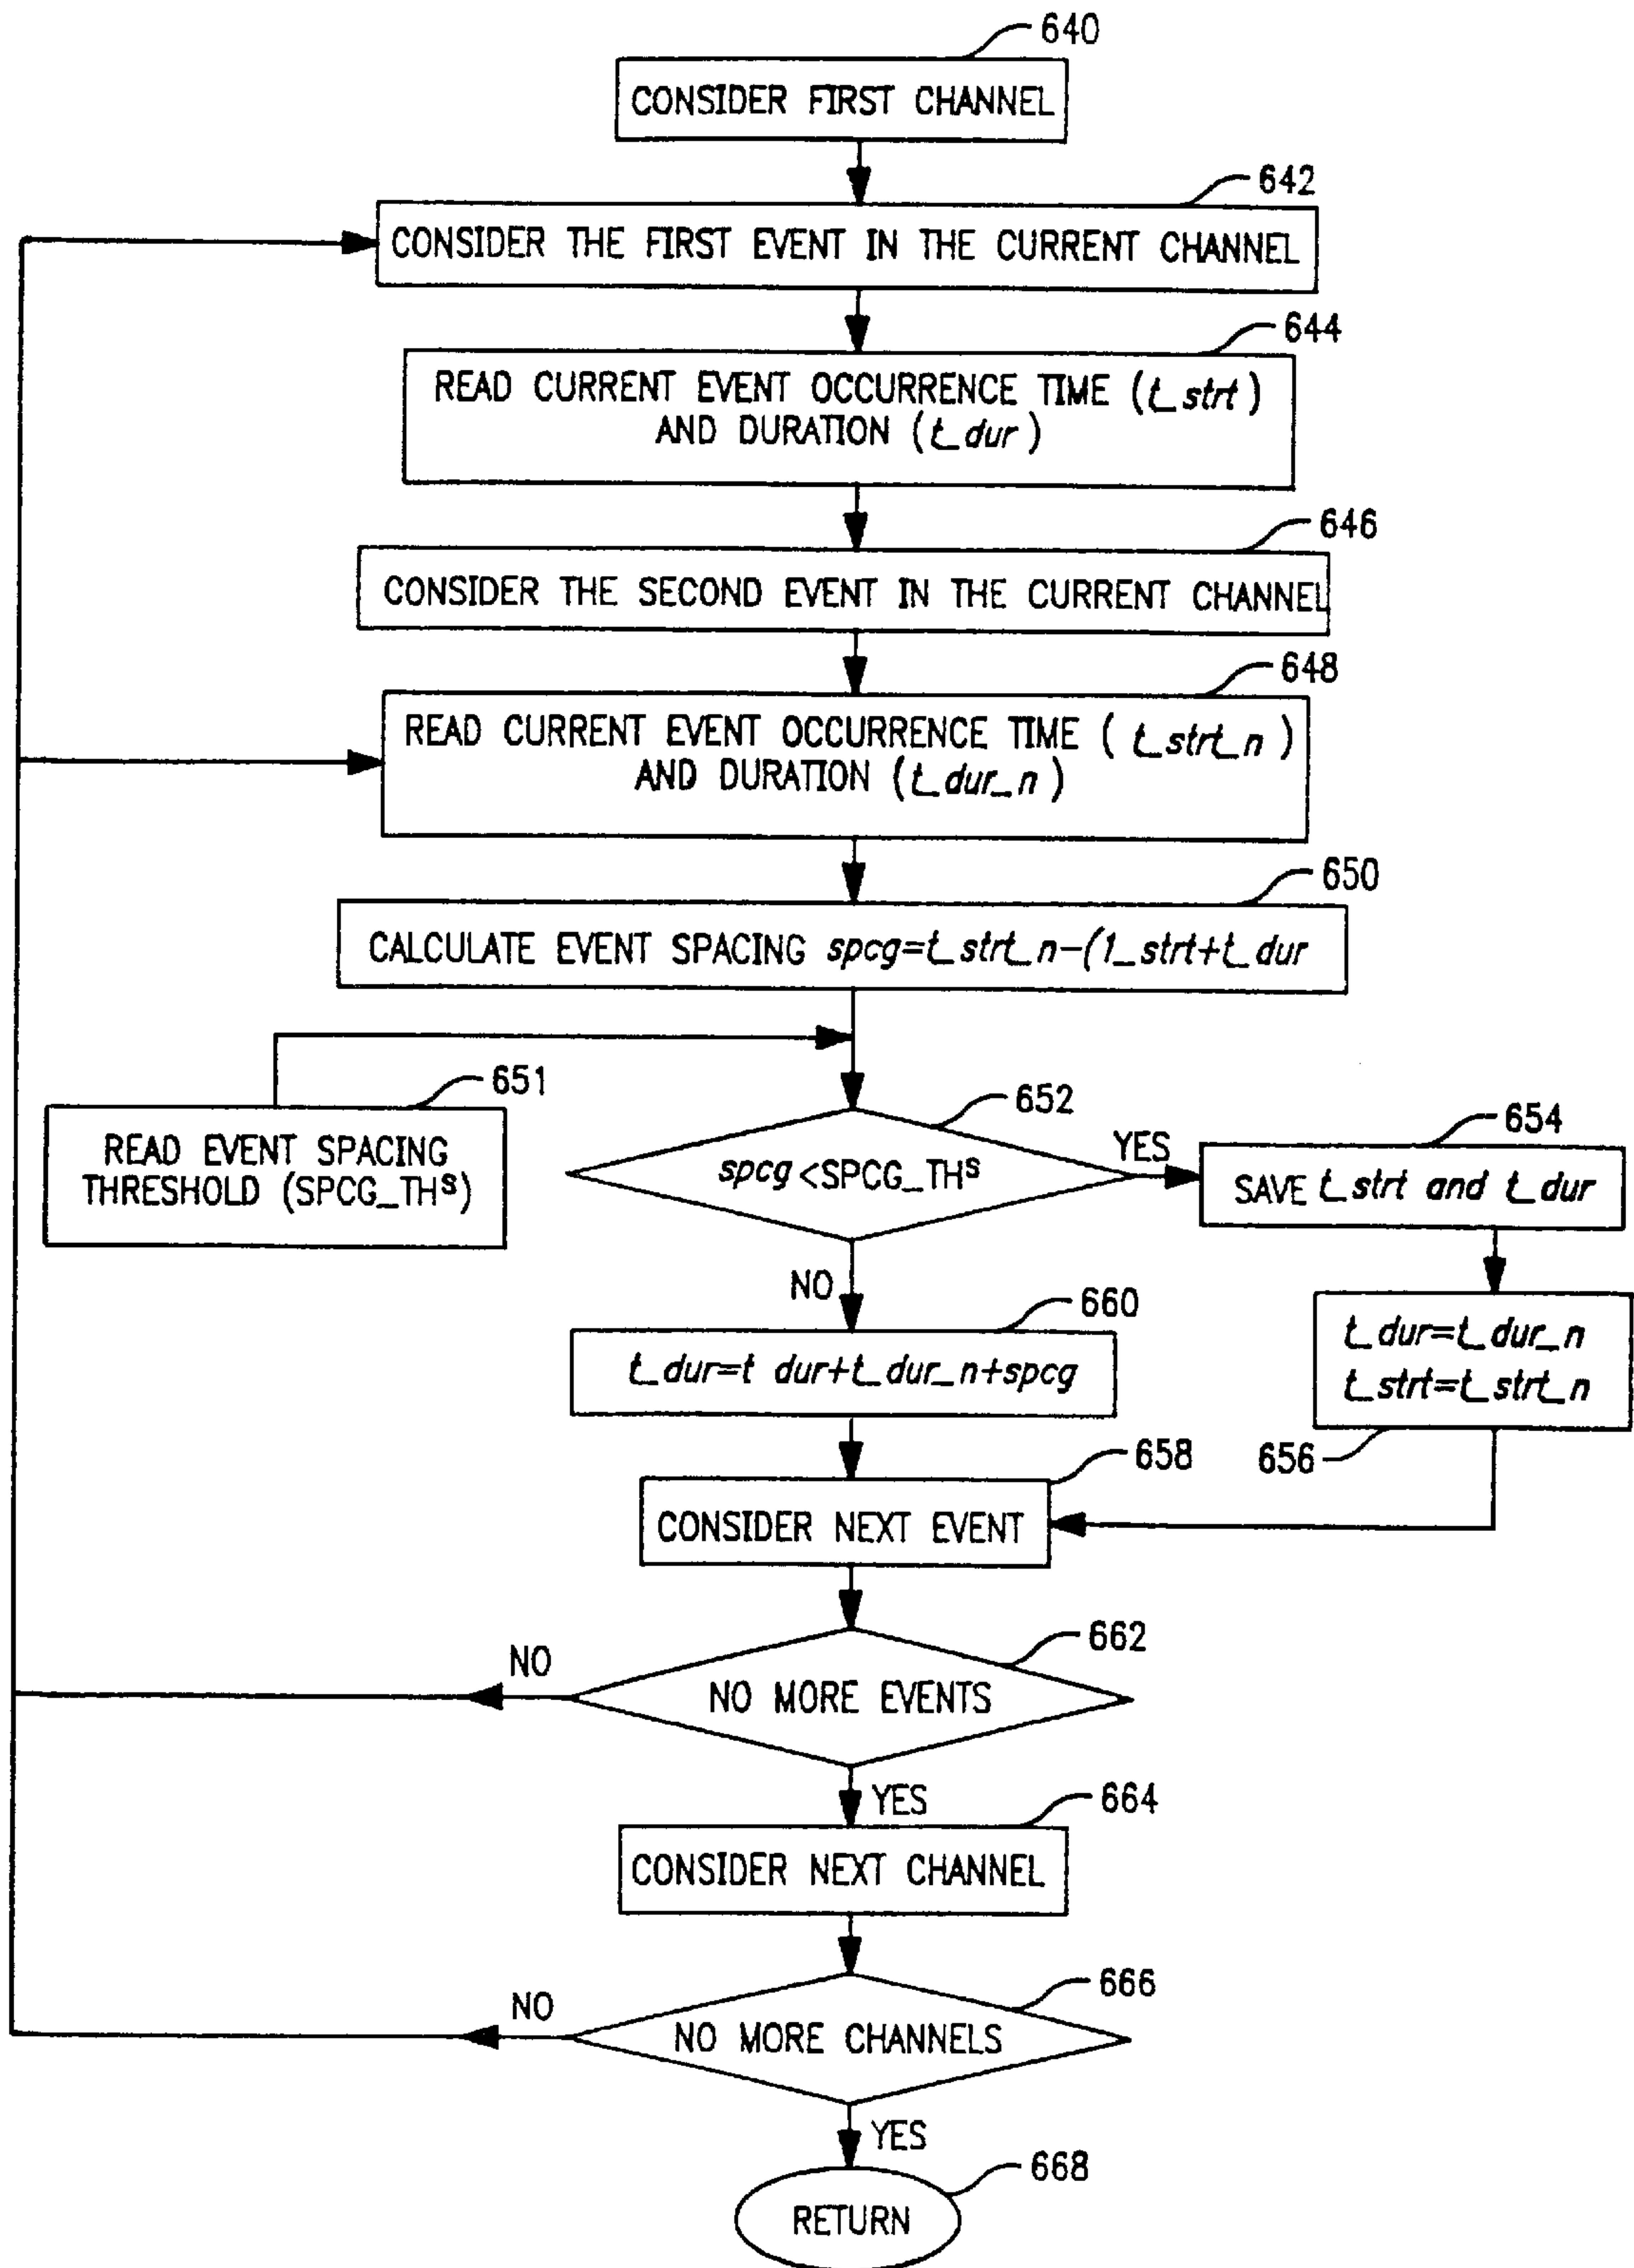 640
CONSIDER FIRST CHANNEL
642
CONSIDER THE FIRST EVENT IN THE CURRENT CHANNEL
644
READ CURRENT EVENT OCCURRENCE TIME (t_strt)
AND DURATION (t_dur)
646
CONSIDER THE SECOND EVENT IN THE CURRENT CHANNEL
648
READ CURRENT EVENT OCCURRENCE TIME (t_strt_n)
AND DURATION (t_dur_n)
650
CALCULATE EVENT SPACING spcg=t_strt_n-(1_strt+t_dur
651
READ EVENT SPACING
THRESHOLD (SPCG_THˢ)
652
spcg<SPCG_THˢ
YES
654
SAVE t_strt and t_dur
NO
660
t_dur=t dur+t_dur_n+spcg
t_dur=t_dur_n
t_strt=t_strt_n
656
658
CONSIDER NEXT EVENT
662
NO
NO MORE EVENTS
YES
664
CONSIDER NEXT CHANNEL
666
NO
NO MORE CHANNELS
YES
668
RETURN